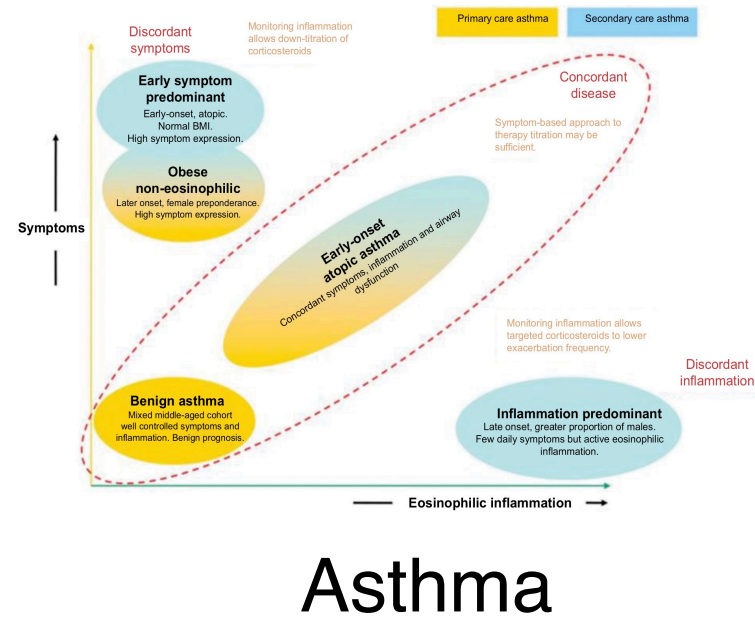 Primary care asthma
Secondary care asthma
Discordant
symptoms
Monitoring inflammation
allows down-titration of
corticosteroids
Early symptom
predominant
Early-onset, atopic.
Normal BMI.
High symptom expression.
Concordant
disease
Symptom-based approach to
therapy titration may be
sufficient.
Obese
non-eosinophilic
Later onset, female preponderance.
High symptom expression.
Symptoms
Early-onset
atopic asthma
Concordant symptoms, inflammation and airway
dysfunction
Monitoring inflammation allows
targeted corticosteroids to lower
exacerbation frequency.
Discordant
inflammation
Benign asthma
Mixed middle-aged cohort
well controlled symptoms and
inflammation. Benign prognosis.
Inflammation predominant
Late onset, greater proportion of males.
Few daily symptoms but active eosinophilic
inflammation.
Eosinophilic inflammation
Asthma